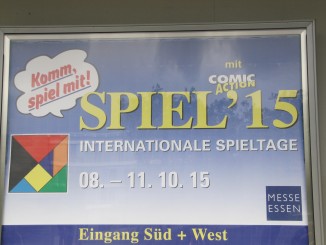 Komm,
spiel mit!
mit
COMIC
ACTION
SPIEL'15
INTERNATIONALE SPIELTAGE
08. – 11. 10. 15
MESSE
ESSEN
Eingang Süd + West